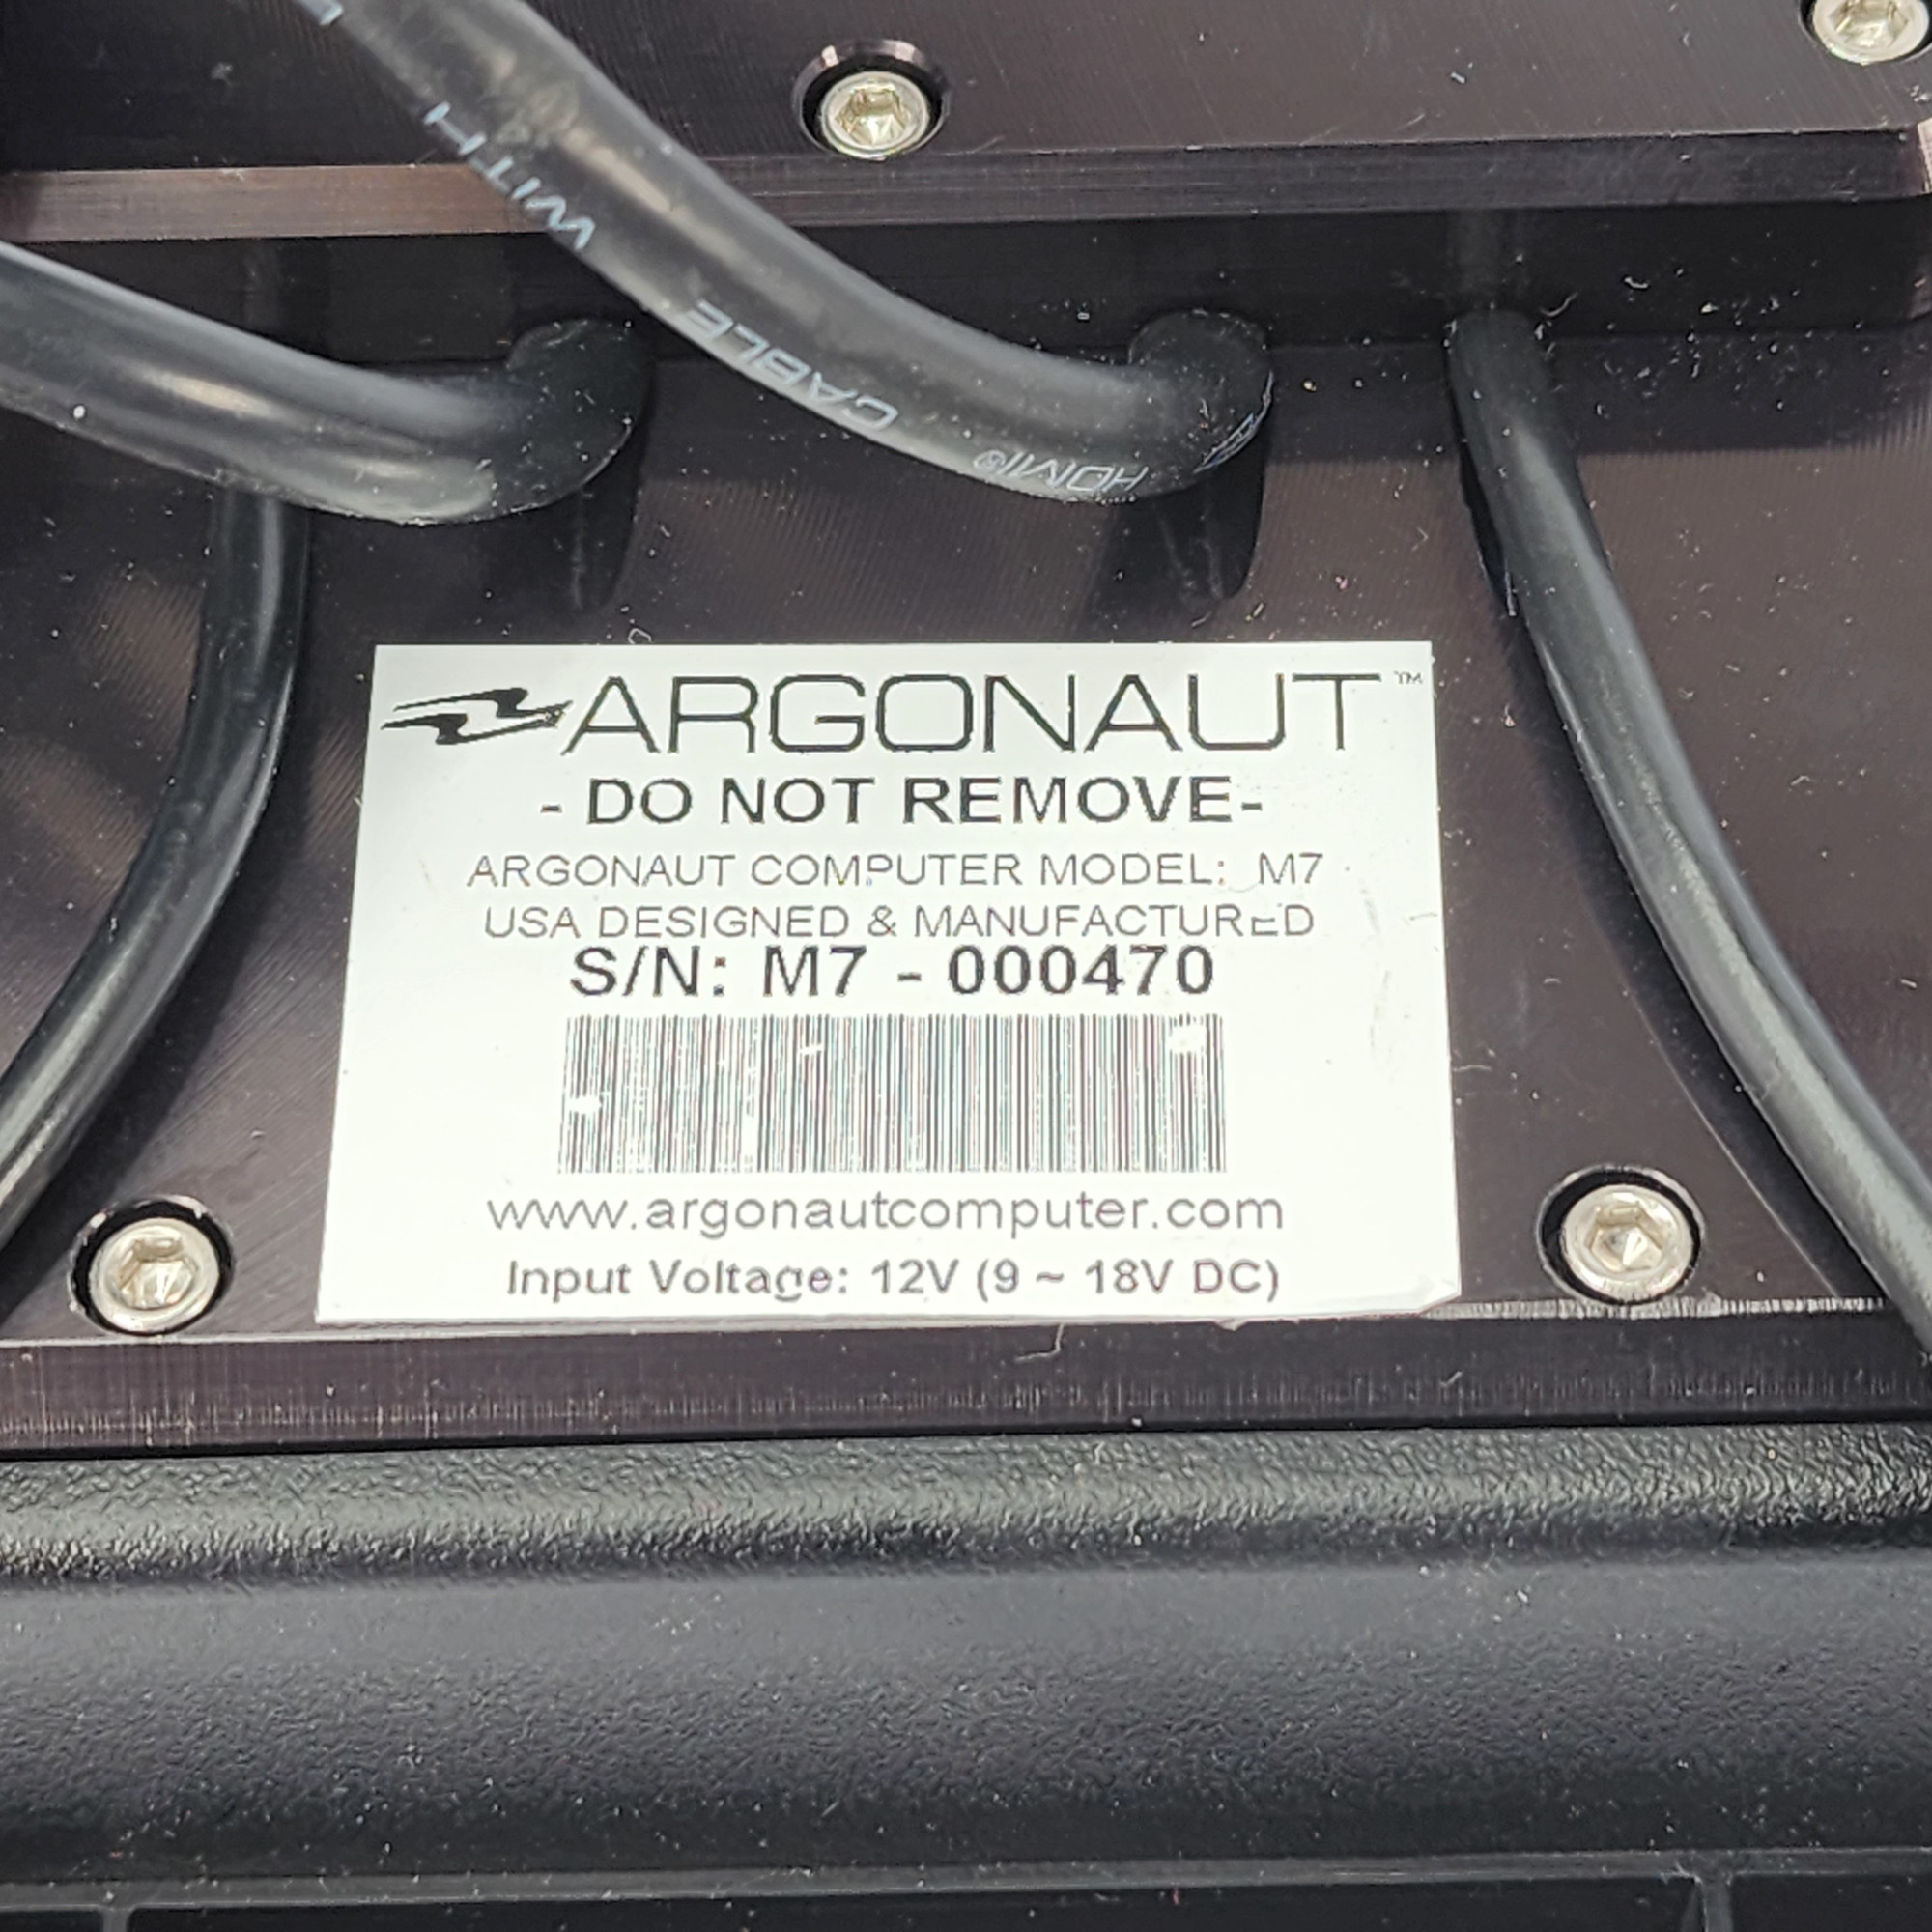 HDMI® CABLE WITH
ARGONAUT™
- DO NOT REMOVE-
ARGONAUT COMPUTER MODEL: M7
USA DESIGNED & MANUFACTURED
S/N: M7 - 000470
www.argonautcomputer.com
Input Voltage: 12V (9 ~ 18V DC)